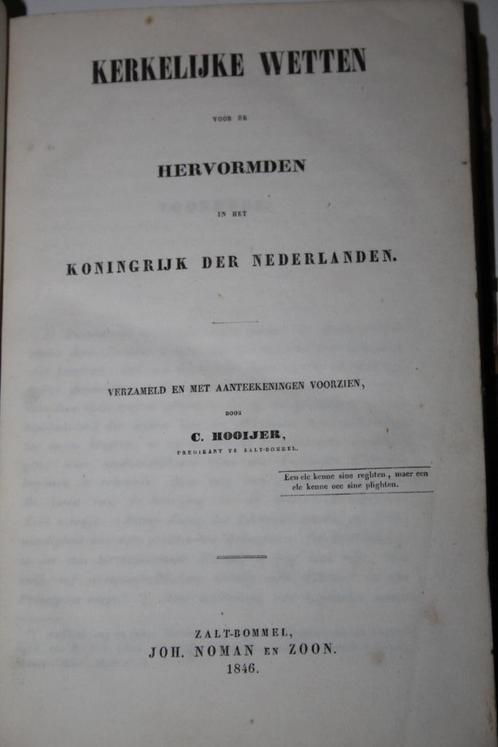 KERKELIJKE WETTEN
VOOR DE
HERVORMDEN
IN HET
KONINGRIJK DER NEDERLANDEN.
VERZAMELD EN MET AANTEEKENINGEN VOORZIEN,
DOOR
C. HOOIJER,
PREDIKANT TE ZALT-BOMMEL.
Een elc kenne sine reghten, maer een
elc kenne oec sine plighten.
ZALT-BOMMEL,
JOH. NOMAN EN ZOON.
1846.